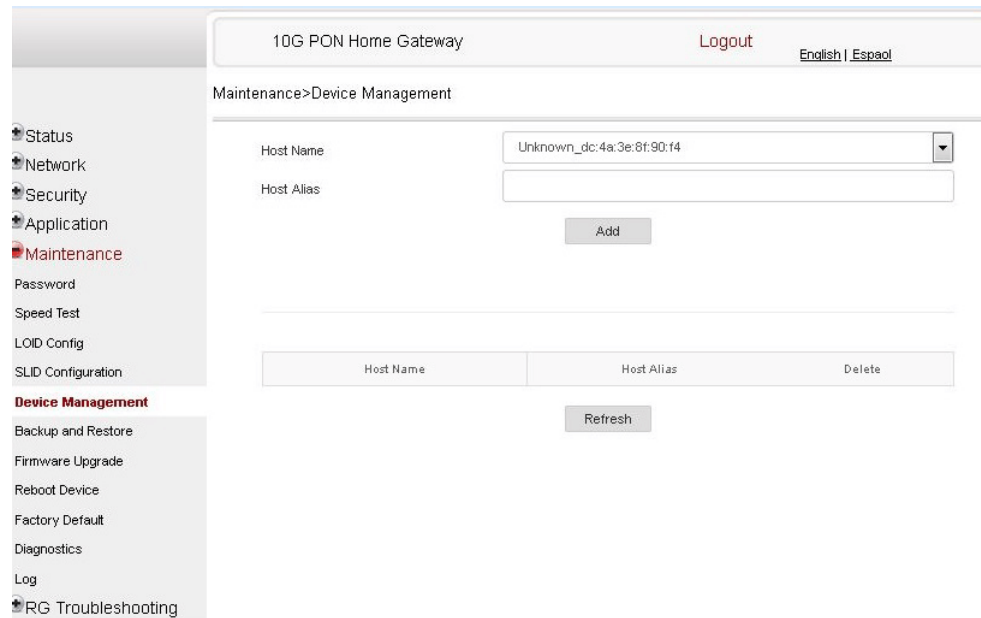 10G PON Home Gateway
Logout
English | Espaol
Maintenance>Device Management
Status
Network
Security
Application
Maintenance
Password
Speed Test
LOID Config
SLID Configuration
Device Management
Backup and Restore
Firmware Upgrade
Reboot Device
Factory Default
Diagnostics
Log
RG Troubleshooting
Host Name
Unknown_dc:4a:3e:8f:90:f4
Host Alias
Add
Host Name
Host Alias
Delete
Refresh